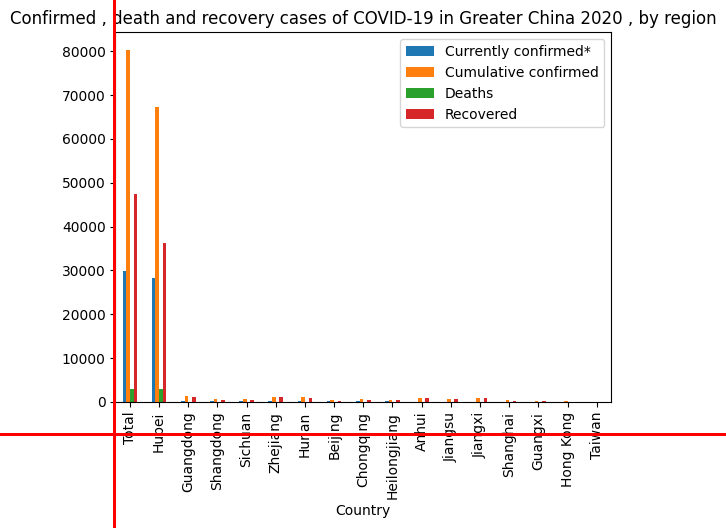 Confirmed , death and recovery cases of COVID-19 in Greater China 2020 , by region
Currently confirmed*
Cumulative confirmed
Deaths
Recovered
80000
70000
60000
50000
40000
30000
20000
10000
0
Total
Hubei
Guangdong
Shangdong
Sichuan
Zhejiang
Hunan
Beijing
Chongqing
Heilongjiang
Anhui
Jiangsu
Jiangxi
Shanghai
Guangxi
Hong Kong
Taiwan
Country